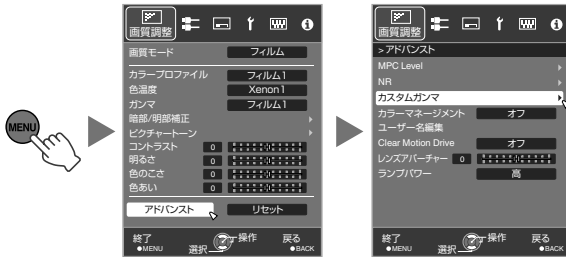 MENU
画質調整
画質モード フィルム
カラープロファイル フィルム1
色温度 Xenon1
ガンマ フィルム1
暗部/明部補正
ピクチャートーン
コントラスト 0
明るさ 0
色のこさ 0
色あい 0
アドバンスト リセット
終了 操作 戻る
●MENU 選択 ●BACK
画質調整
>アドバンスト
MPC Level
NR
カスタムガンマ
カラーマネージメント オフ
ユーザー名編集
Clear Motion Drive オフ
レンズアパーチャー 0
ランプパワー 高
終了 操作 戻る
●MENU 選択 ●BACK